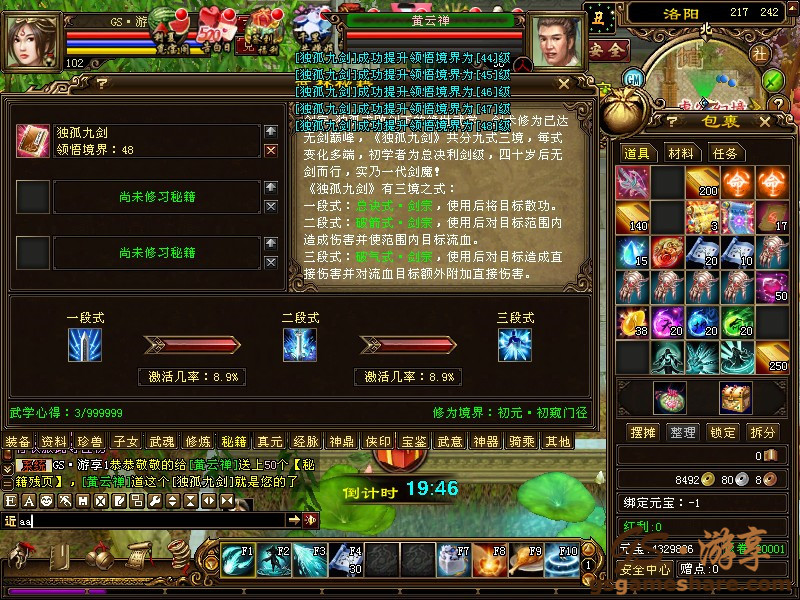 GS·游
102
黄云禅
洛阳 217 242
北
丑
安全
GM
社
[独孤九剑]成功提升领悟境界为[44]级
[独孤九剑]成功提升领悟境界为[45]级
[独孤九剑]成功提升领悟境界为[46]级
[独孤九剑]成功提升领悟境界为[47]级
[独孤九剑]成功提升领悟境界为[48]级
独孤九剑
领悟境界：48
尚未修习秘籍
尚未修习秘籍
无剑巅峰，《独孤九剑》共分九式三境，每式
变化多端，初学者为总决利剑级，四十岁后无
剑而行，实乃一代剑魔！
《独孤九剑》有三境之式：
一段式：总决式·剑宗，使用后将目标散功。
二段式：破箭式·剑宗，使用后对目标范围内
造成伤害并使范围内目标流血。
三段式：破气式·剑宗，使用后对目标造成直
接伤害并对流血目标额外附加直接伤害。
一段式
二段式
三段式
激活几率：8.9%
激活几率：8.9%
武学心得：3/999999
修为境界：初元·初窥门径
装备 资料 珍兽 子女 武魂 修炼 秘籍 真元 经脉 神鼎 侠印 宝鉴 武意 神器 骑乘 其他
包裹
道具 材料 任务
200
140 3 17
15 20 10
50
38 20 20 20
250
摆摊 整理 锁定 拆分
0
8492 80 8
绑定元宝：-1
红利:0
安全中心 赠点:0
GS·游享1恭恭敬敬的给[黄云禅]送上50个【秘
籍残页】，[黄云禅]道这个[独孤九剑]就是您的了
倒计时 19:46
近 aa
F1 F2 F3 F4 F7 F8 F9 F10
30
游享